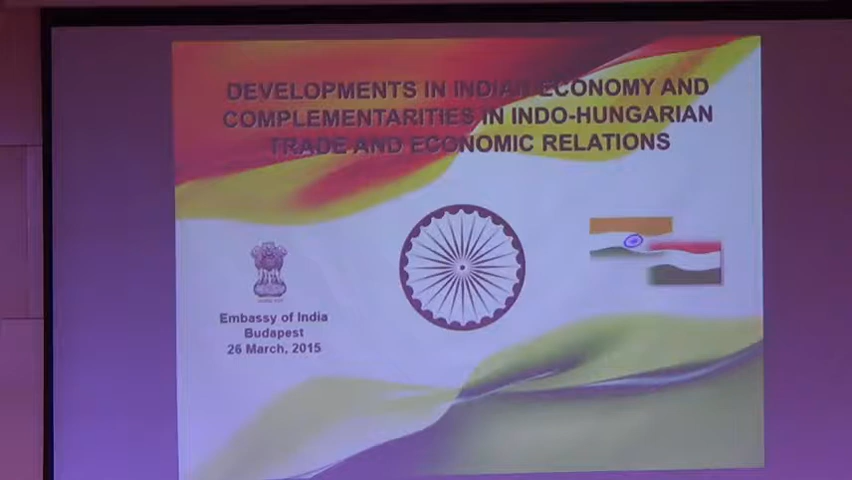 DEVELOPMENTS IN INDIAN ECONOMY AND
COMPLEMENTARITIES IN INDO-HUNGARIAN
TRADE AND ECONOMIC RELATIONS
Embassy of India
Budapest
26 March, 2015